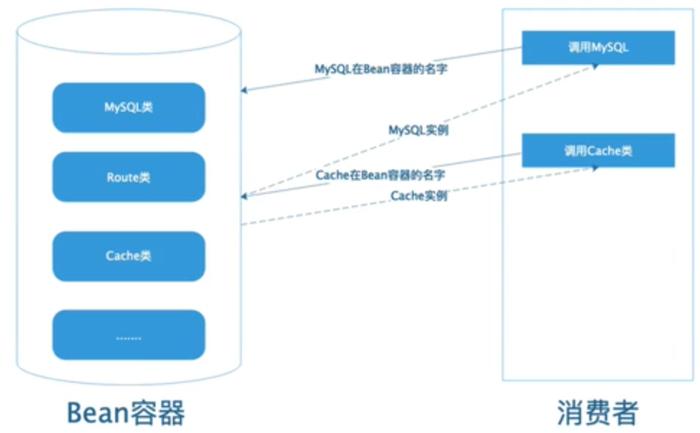 调用MySQL
MySQL在Bean容器的名字
MySQL类
MySQL实例
调用Cache类
Route类
Cache在Bean容器的名字
Cache实例
Cache类
.......
Bean容器
消费者